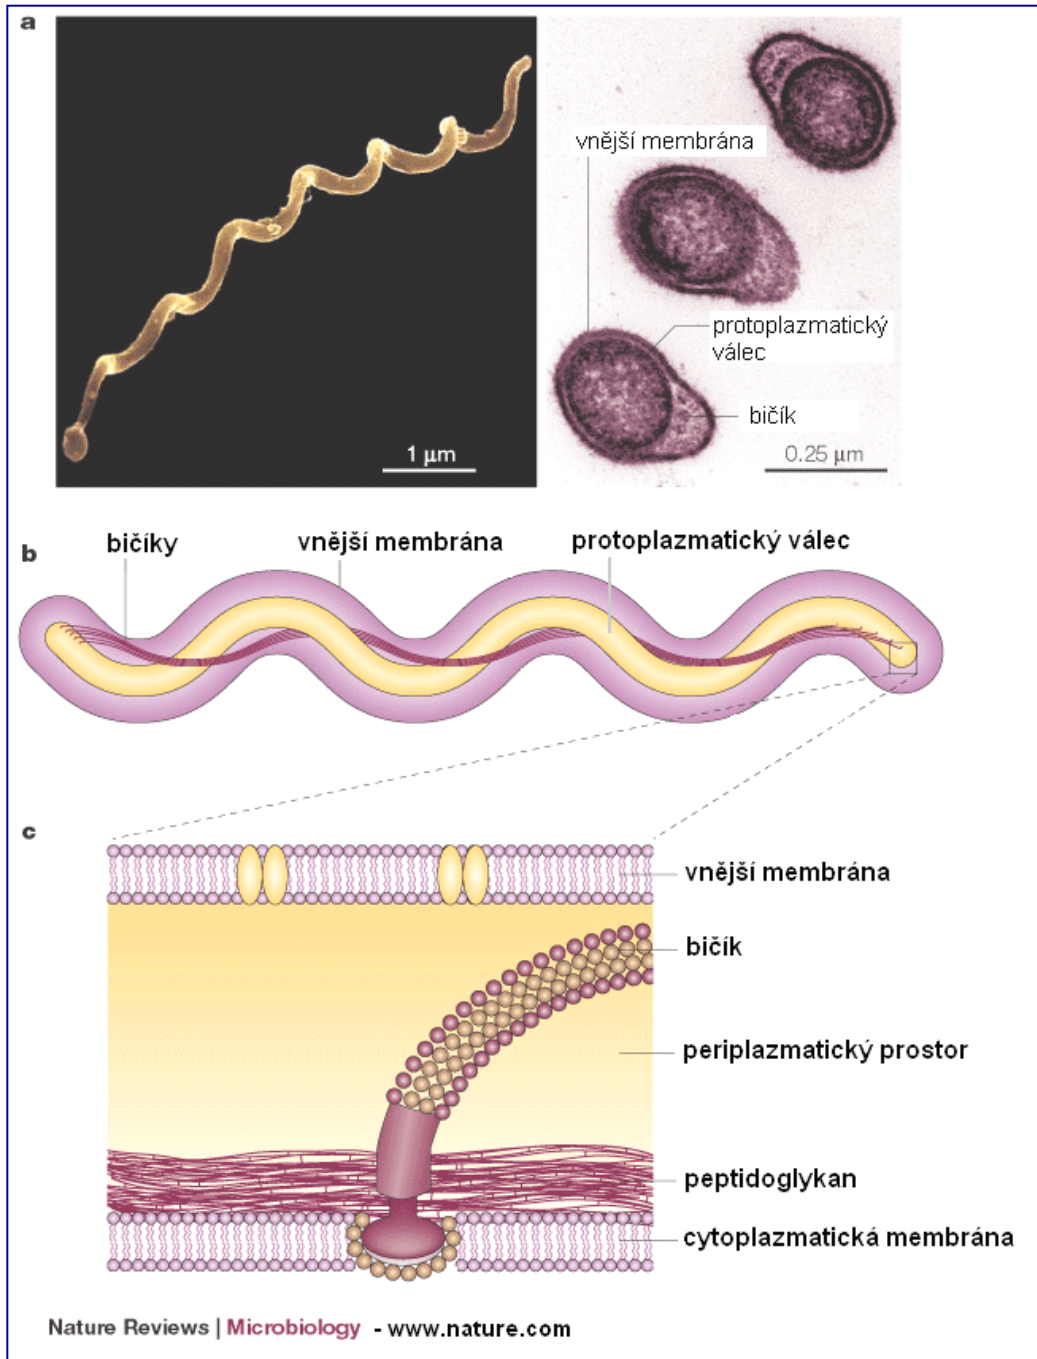 a
vnější membrána
protoplazmatický
válec
bičík
1 μm
0.25 μm
b
bičíky
vnější membrána
protoplazmatický válec
c
vnější membrána
bičík
periplazmatický prostor
peptidoglykan
cytoplazmatická membrána
Nature Reviews | Microbiology - www.nature.com